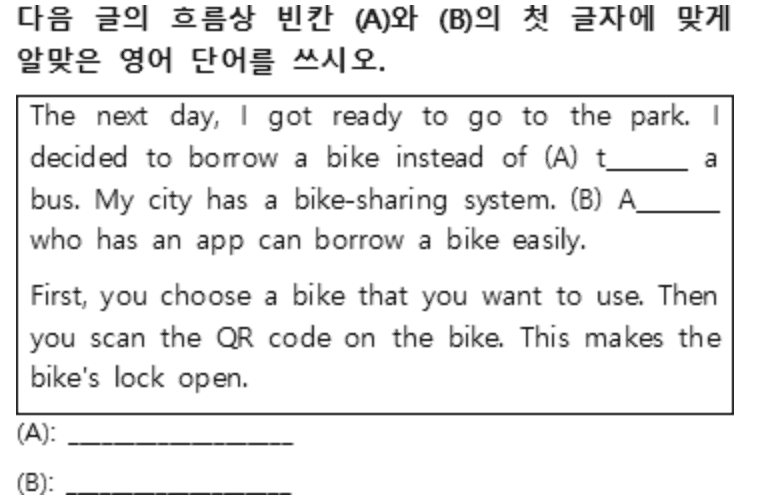 다음 글의 흐름상 빈칸 (A)와 (B)의 첫 글자에 맞게
알맞은 영어 단어를 쓰시오.
The next day, I got ready to go to the park. I
decided to borrow a bike instead of (A) t______ a
bus. My city has a bike-sharing system. (B) A______
who has an app can borrow a bike easily.
First, you choose a bike that you want to use. Then
you scan the QR code on the bike. This makes the
bike's lock open.
(A): ____________________
(B): ____________________